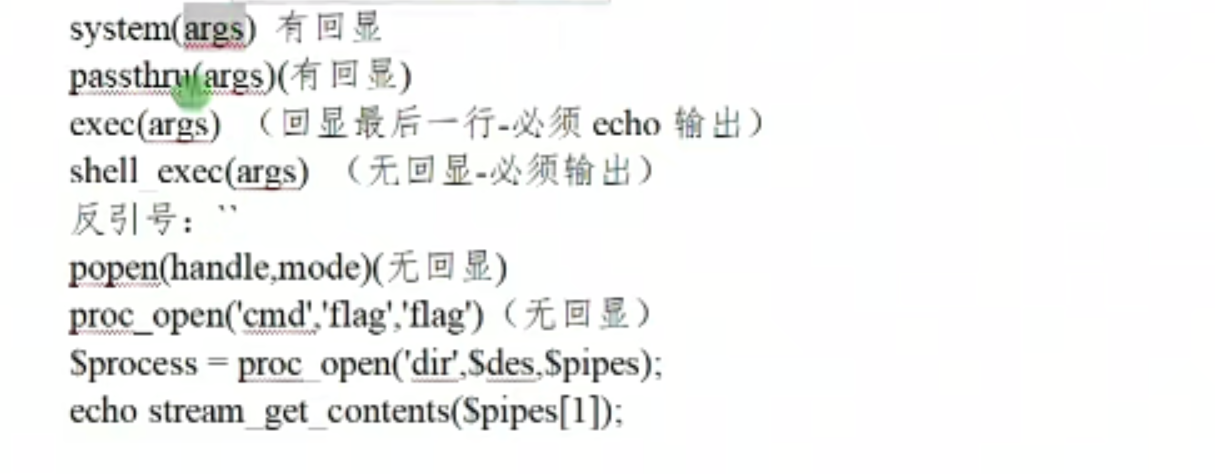 system(args) 有回显
passthru(args)(有回显)
exec(args) （回显最后一行-必须 echo 输出）
shell_exec(args) （无回显-必须输出）
反引号：``
popen(handle,mode)(无回显)
proc_open('cmd','flag','flag')（无回显）
$process = proc_open('dir',$des,$pipes);
echo stream_get_contents($pipes[1]);